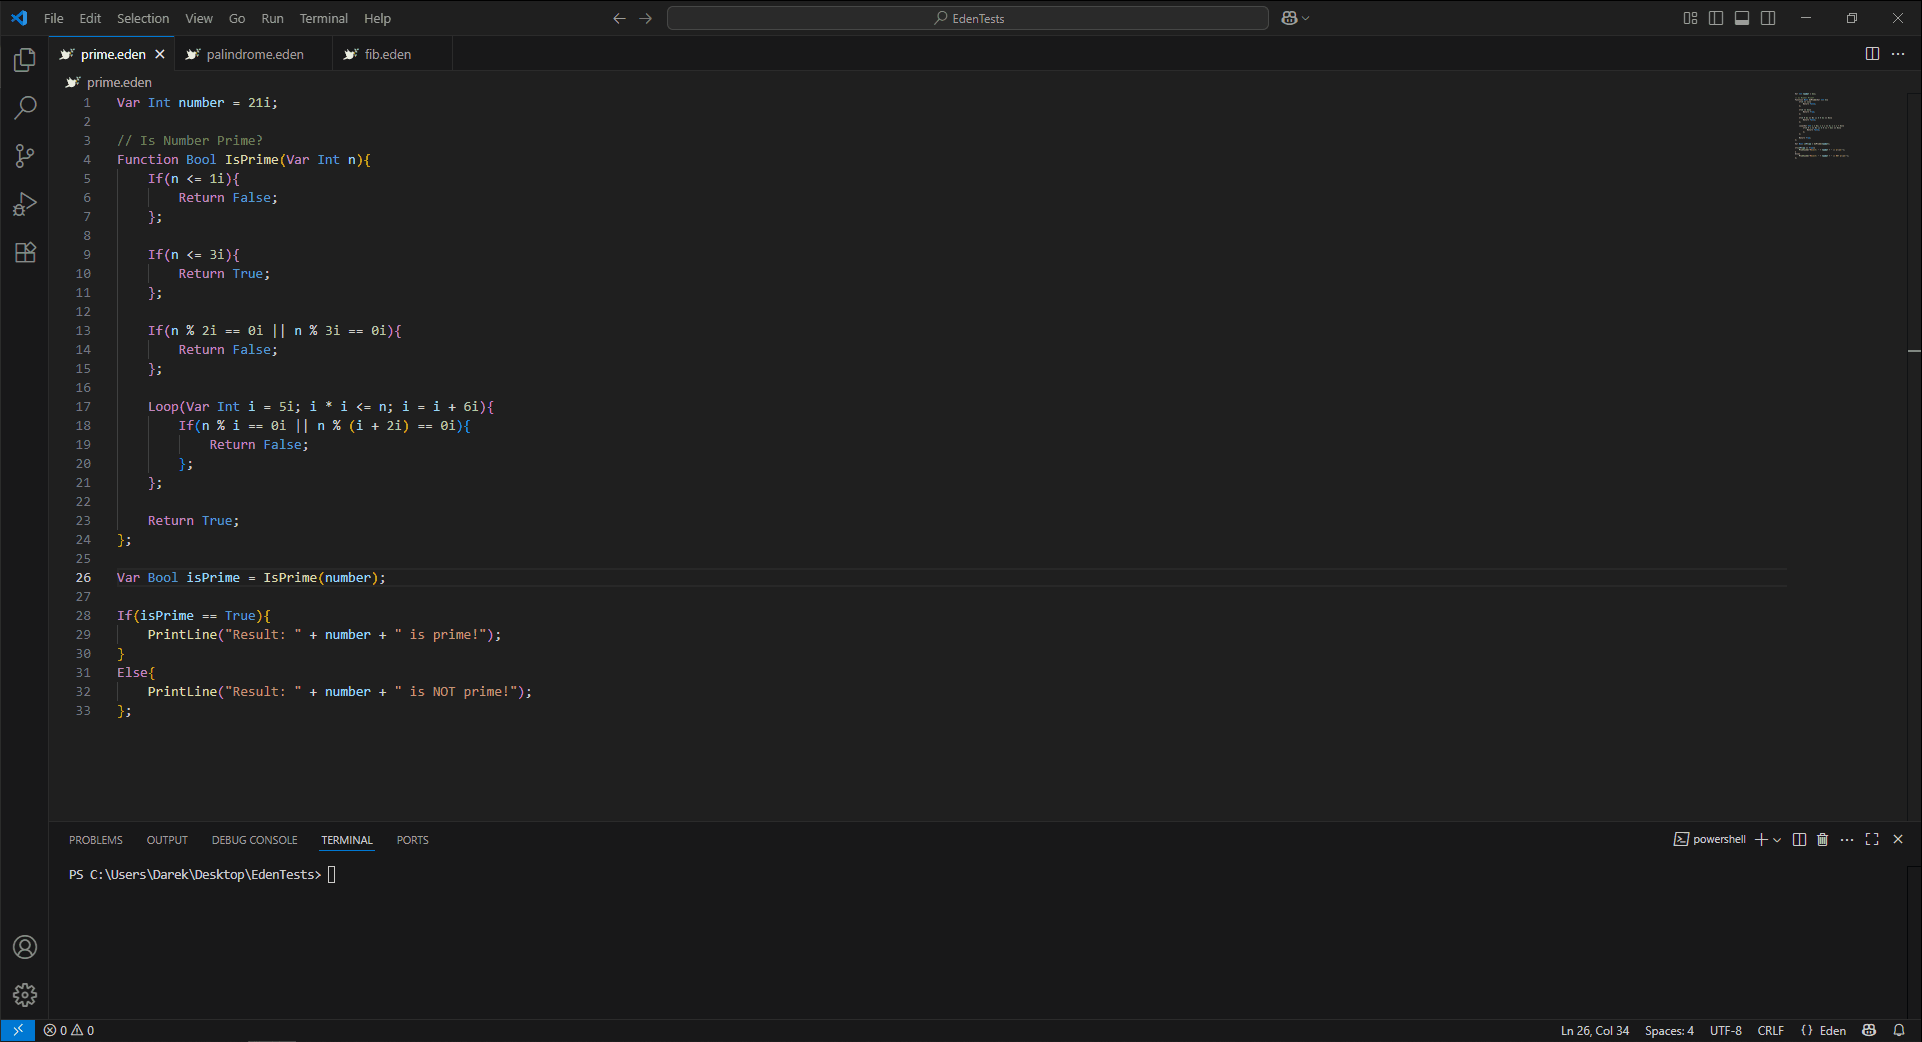 File Edit Selection View Go Run Terminal Help
EdenTests
prime.eden palindrome.eden fib.eden
prime.eden
1 Var Int number = 21i;
2
3 // Is Number Prime?
4 Function Bool IsPrime(Var Int n){
5     If(n <= 1i){
6         Return False;
7     };
8
9     If(n <= 3i){
10         Return True;
11     };
12
13     If(n % 2i == 0i || n % 3i == 0i){
14         Return False;
15     };
16
17     Loop(Var Int i = 5i; i * i <= n; i = i + 6i){
18         If(n % i == 0i || n % (i + 2i) == 0i){
19             Return False;
20         };
21     };
22
23     Return True;
24 };
25
26 Var Bool isPrime = IsPrime(number);
27
28 If(isPrime == True){
29     PrintLine("Result: " + number + " is prime!");
30 }
31 Else{
32     PrintLine("Result: " + number + " is NOT prime!");
33 };
PROBLEMS OUTPUT DEBUG CONSOLE TERMINAL PORTS
powershell
PS C:\Users\Darek\Desktop\EdenTests>
0 0
Ln 26, Col 34 Spaces: 4 UTF-8 CRLF {} Eden